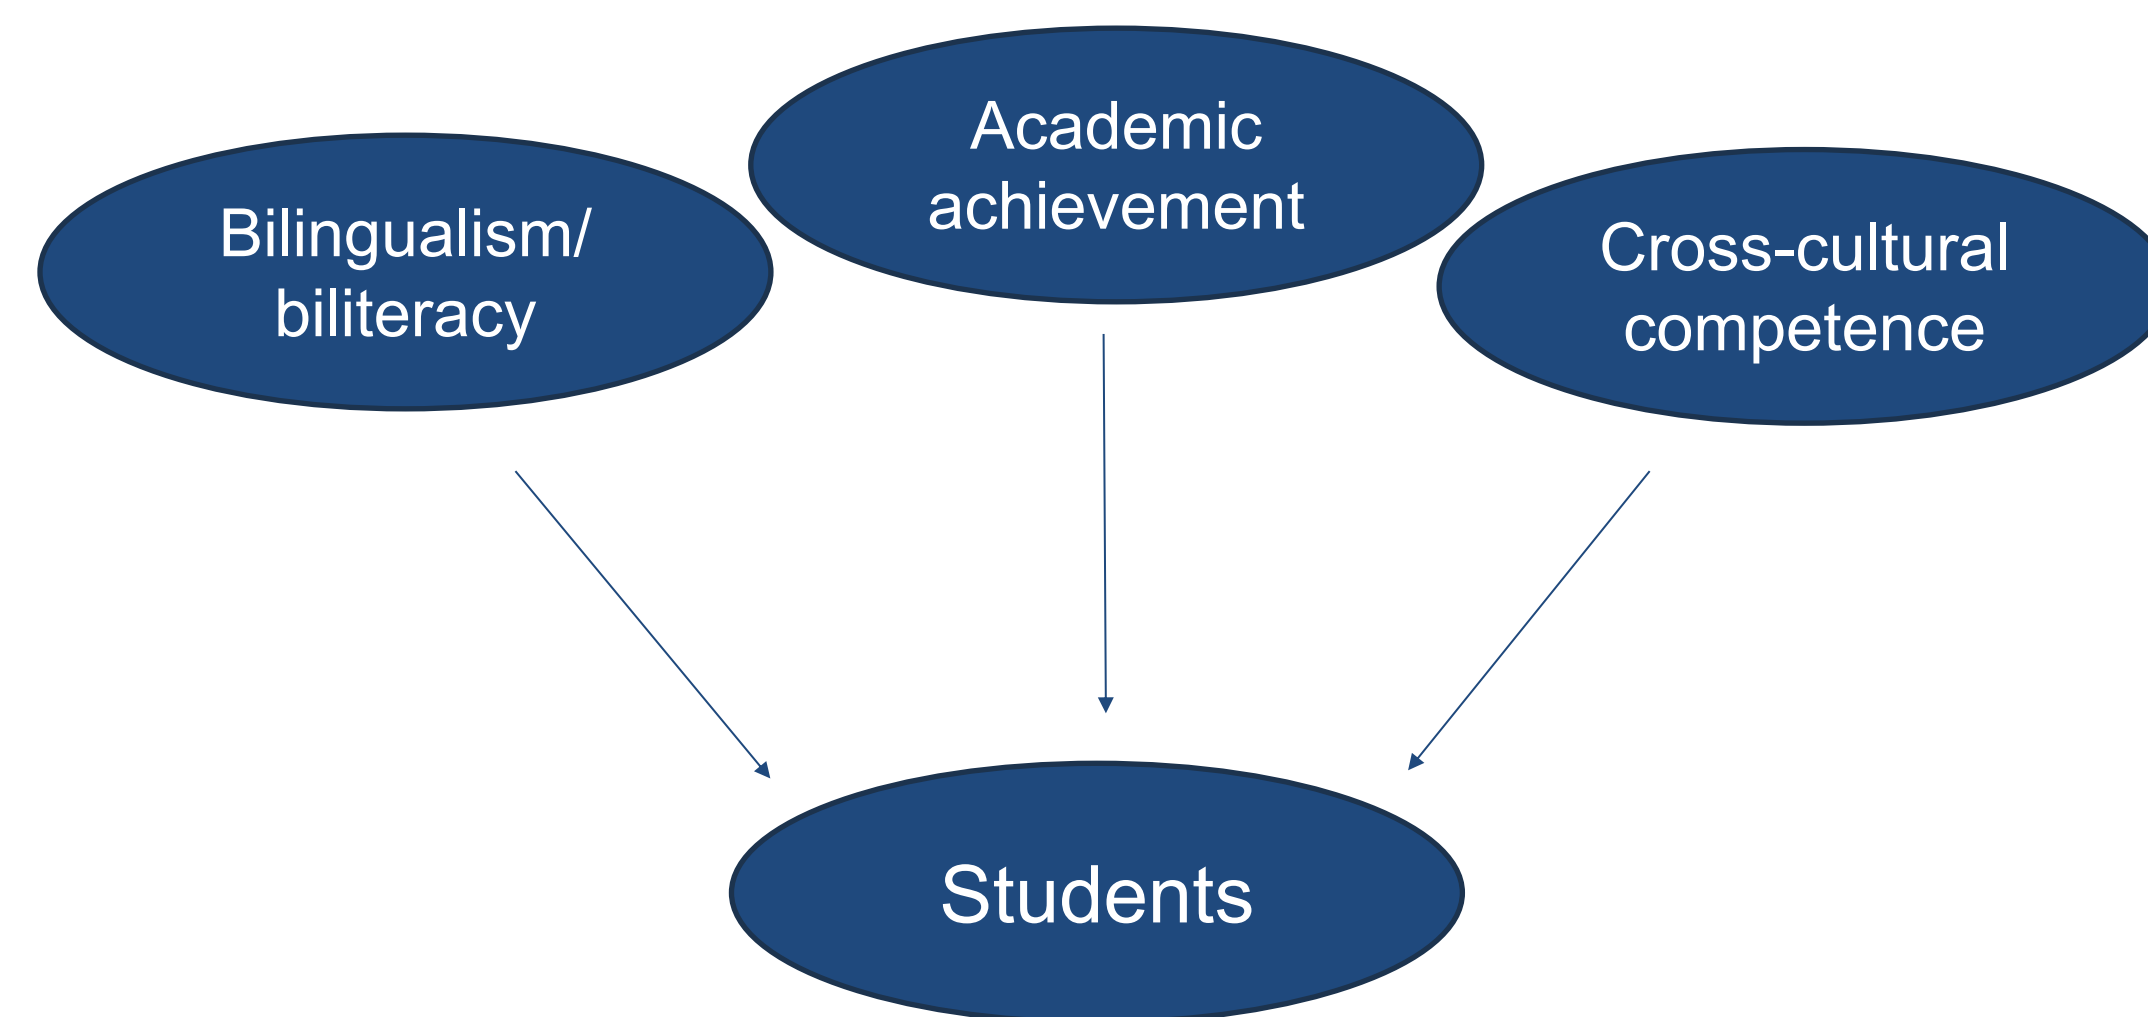 Bilingualism/
biliteracy
Academic
achievement
Cross-cultural
competence
Students